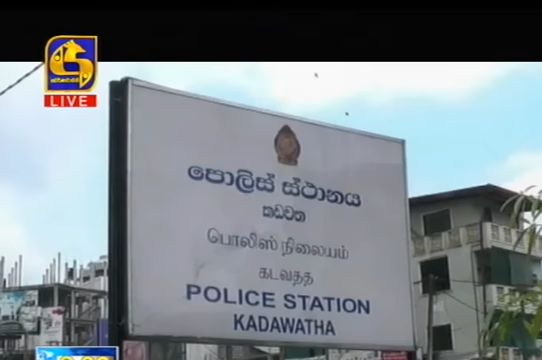 LIVE
පොලිස් ස්ථානය
කඩවත
பொலிஸ் நிலையம்
கடவத்த
POLICE STATION
KADAWATHA